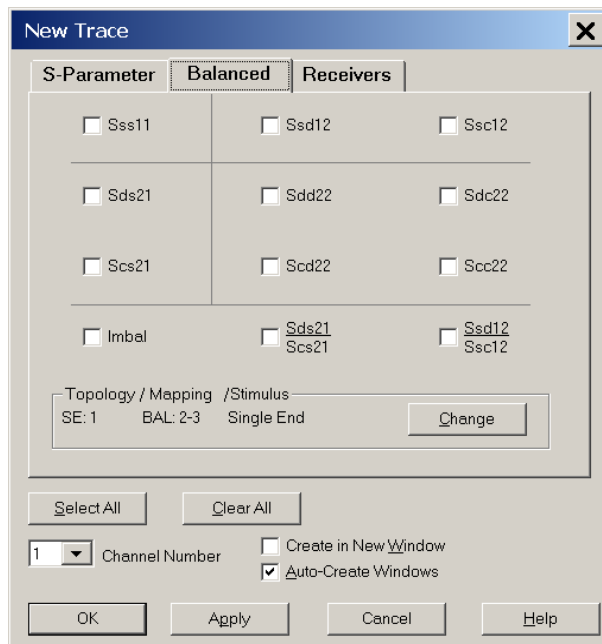 New Trace
S-Parameter Balanced Receivers
Sss11 Ssd12 Ssc12
Sds21 Sdd22 Sdc22
Scs21 Scd22 Scc22
Imbal Sds21 Ssd12
Scs21 Ssc12
Topology / Mapping /Stimulus
SE: 1 BAL: 2-3 Single End Change
Select All Clear All
1 Channel Number Create in New Window
Auto-Create Windows
OK Apply Cancel Help